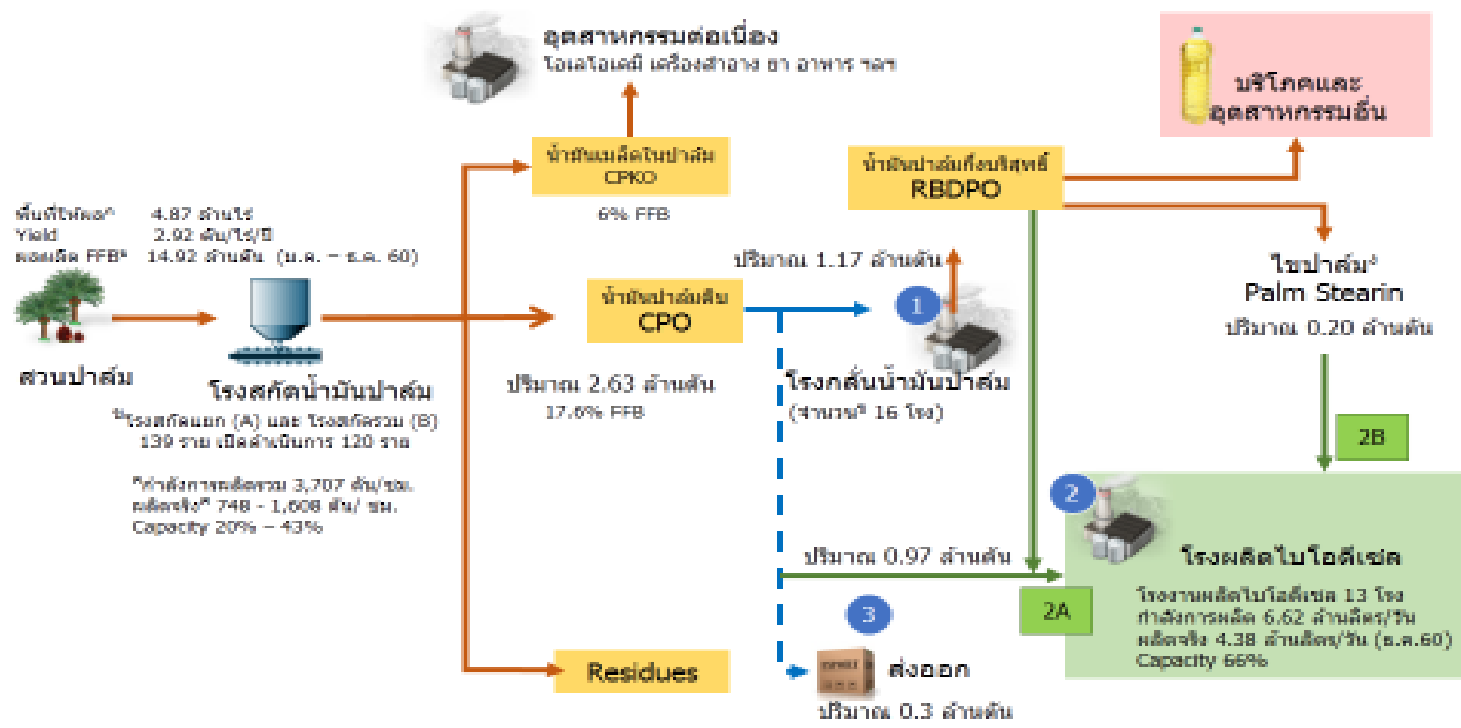 อุตสาหกรรมต่อเนื่อง
โอเลโอเคมี เครื่องสำอาง ยา อาหาร ฯลฯ
บริโภคและ
อุตสาหกรรมอื่น
น้ำมันเมล็ดในปาล์ม
CPKO
6% FFB
น้ำมันปาล์มกึ่งบริสุทธิ์
RBDPO
พื้นที่ให้ผล 4.87 ล้านไร่
Yield 2.92 ตัน/ไร่/ปี
ผลผลิต FFB 14.92 ล้านตัน (ม.ค. – ธ.ค. 60)
สวนปาล์ม
โรงสกัดน้ำมันปาล์ม
โรงสกัดแยก (A) และ โรงสกัดรวม (B)
139 ราย เปิดดำเนินการ 120 ราย
กำลังการผลิตรวม 3,707 ตัน/ชม.
ผลิตจริง 748 - 1,608 ตัน/ ชม.
Capacity 20% – 43%
น้ำมันปาล์มดิบ
CPO
ปริมาณ 2.63 ล้านตัน
17.6% FFB
ปริมาณ 1.17 ล้านตัน
1
โรงกลั่นน้ำมันปาล์ม
(จำนวน 16 โรง)
ไขปาล์ม
Palm Stearin
ปริมาณ 0.20 ล้านตัน
2B
2
โรงผลิตไบโอดีเซล
โรงงานผลิตไบโอดีเซล 13 โรง
กำลังการผลิต 6.62 ล้านลิตร/วัน
ผลิตจริง 4.38 ล้านลิตร/วัน (ธ.ค.60)
Capacity 66%
ปริมาณ 0.97 ล้านตัน
2A
3
ส่งออก
ปริมาณ 0.3 ล้านตัน
Residues